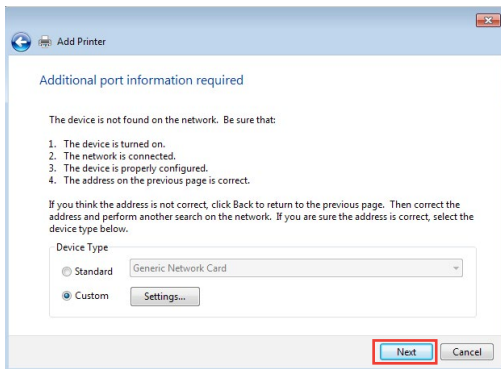 Add Printer
Additional port information required
The device is not found on the network. Be sure that:
1. The device is turned on.
2. The network is connected.
3. The device is properly configured.
4. The address on the previous page is correct.
If you think the address is not correct, click Back to return to the previous page. Then correct the
address and perform another search on the network. If you are sure the address is correct, select the
device type below.
Device Type
Standard Generic Network Card
Custom Settings...
Next Cancel